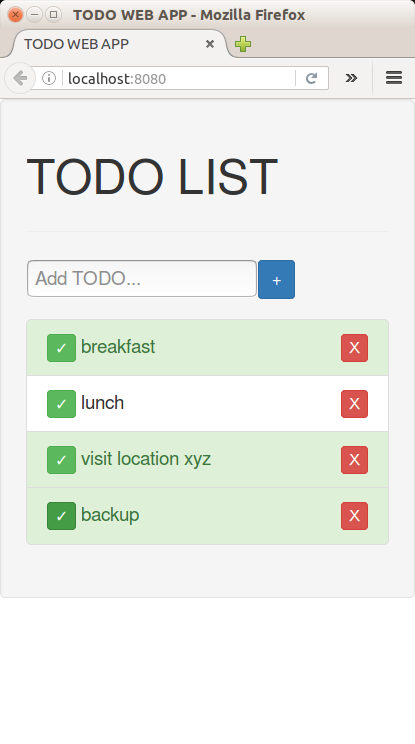 TODO WEB APP - Mozilla Firefox
TODO WEB APP
localhost:8080
TODO LIST
Add TODO...
+
✓ breakfast X
✓ lunch X
✓ visit location xyz X
✓ backup X